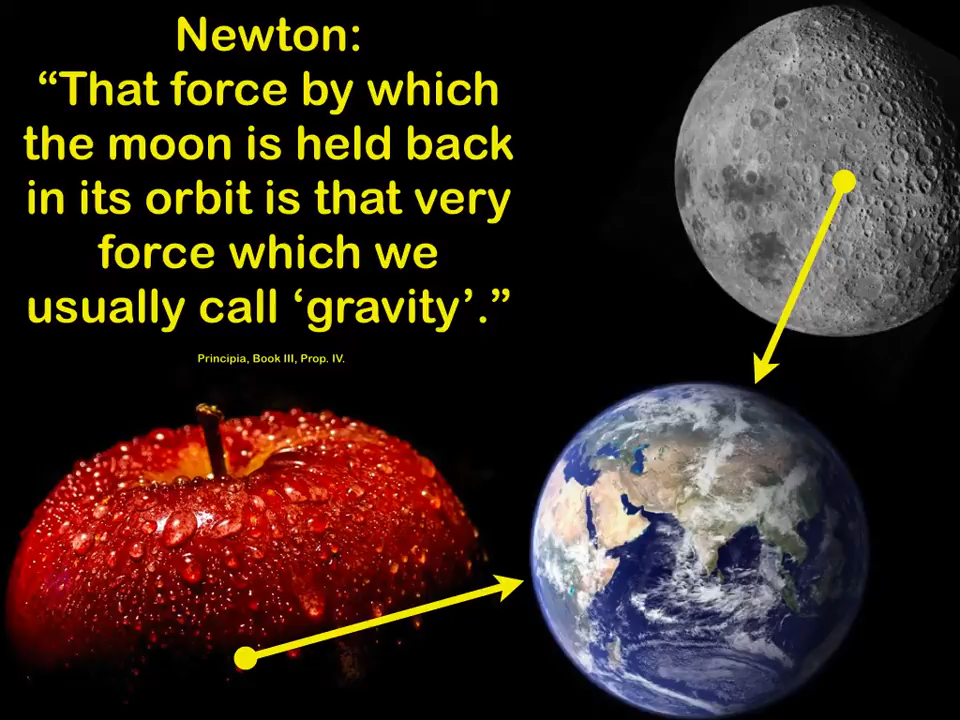 Newton:
“That force by which
the moon is held back
in its orbit is that very
force which we
usually call ‘gravity’.”
Principia, Book III, Prop. IV.